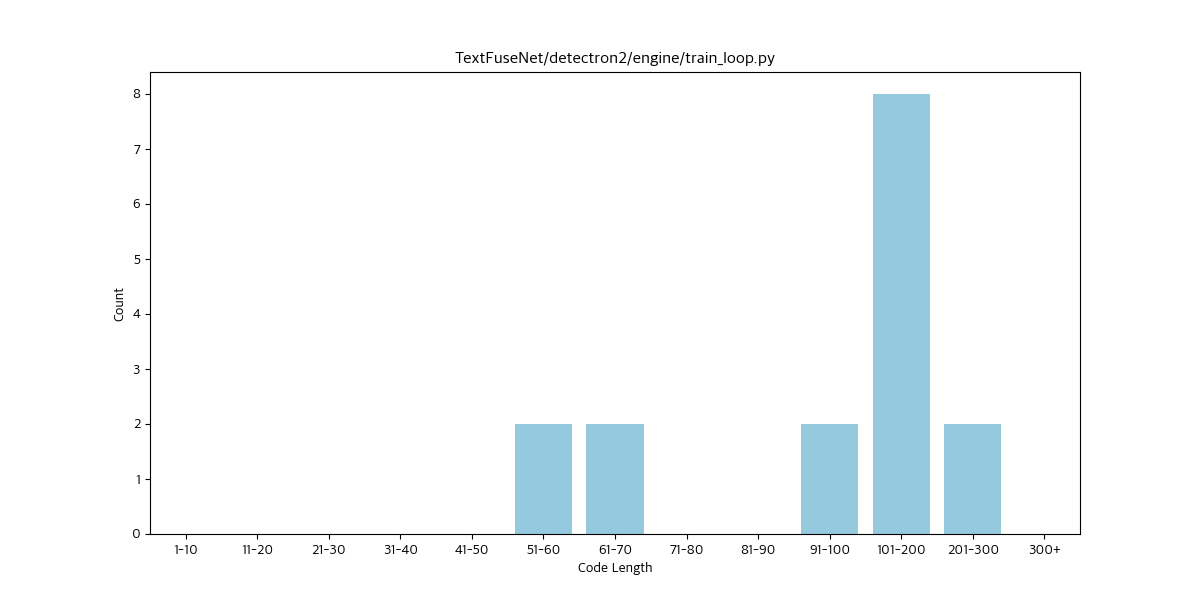 TextFuseNet/detectron2/engine/train_loop.py
8
7
6
5
4
3
2
1
0
Count
1-10 11-20 21-30 31-40 41-50 51-60 61-70 71-80 81-90 91-100 101-200 201-300 300+
Code Length